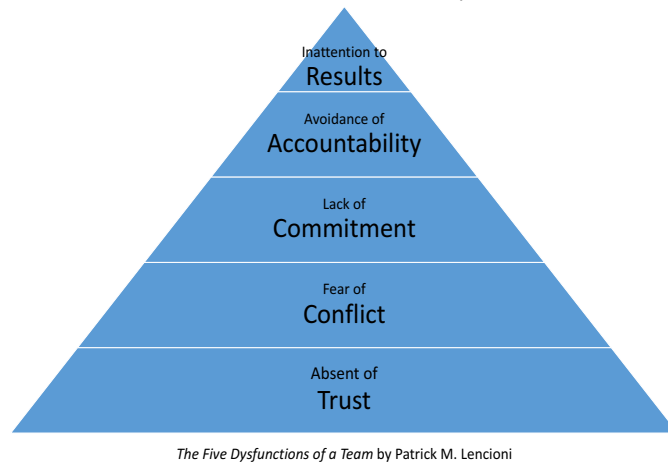 Inattention to
Results
Avoidance of
Accountability
Lack of
Commitment
Fear of
Conflict
Absent of
Trust
The Five Dysfunctions of a Team by Patrick M. Lencioni